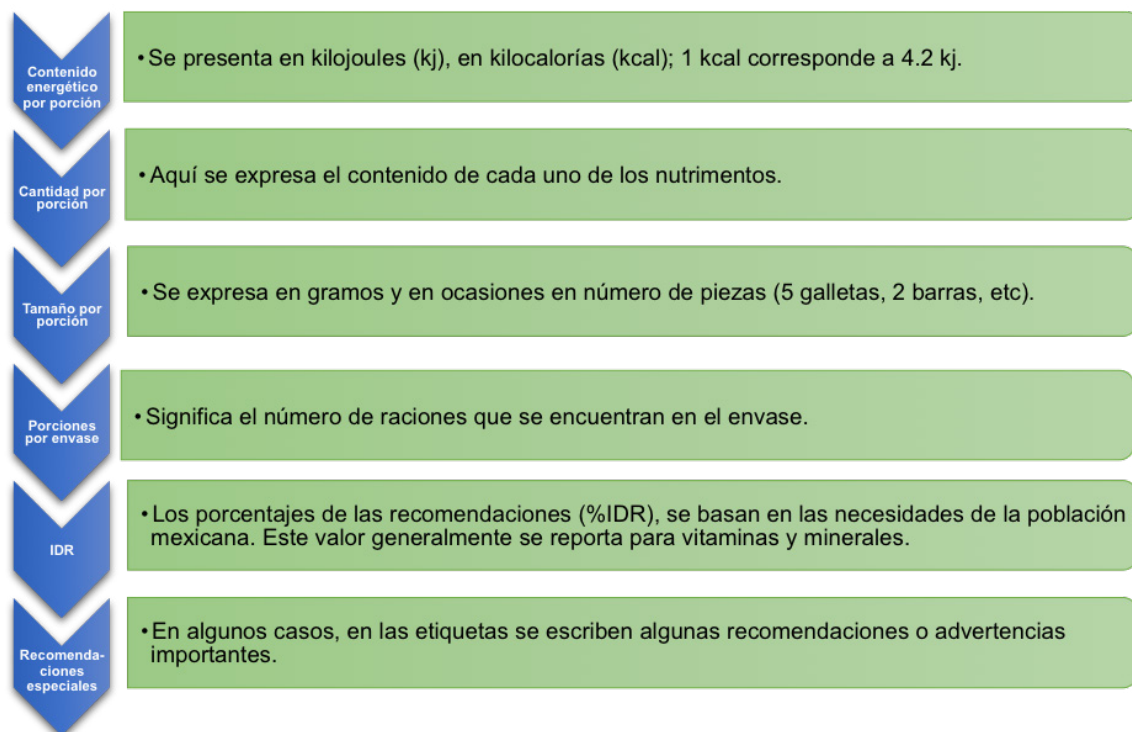 Contenido
energético
por porción
• Se presenta en kilojoules (kj), en kilocalorías (kcal); 1 kcal corresponde a 4.2 kj.
Cantidad por
porción
• Aquí se expresa el contenido de cada uno de los nutrimentos.
Tamaño por
porción
• Se expresa en gramos y en ocasiones en número de piezas (5 galletas, 2 barras, etc).
Porciones
por envase
• Significa el número de raciones que se encuentran en el envase.
IDR
• Los porcentajes de las recomendaciones (%IDR), se basan en las necesidades de la población
mexicana. Este valor generalmente se reporta para vitaminas y minerales.
Recomenda-
ciones
especiales
• En algunos casos, en las etiquetas se escriben algunas recomendaciones o advertencias
importantes.